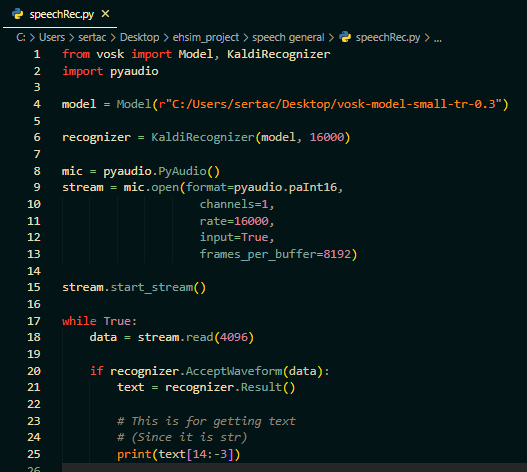 speechRec.py ×
C: > Users > sertac > Desktop > ehsim_project > speech general > speechRec.py > ...
1 from vosk import Model, KaldiRecognizer
2 import pyaudio
3
4 model = Model(r"C:/Users/sertac/Desktop/vosk-model-small-tr-0.3")
5
6 recognizer = KaldiRecognizer(model, 16000)
7
8 mic = pyaudio.PyAudio()
9 stream = mic.open(format=pyaudio.paInt16,
10 channels=1,
11 rate=16000,
12 input=True,
13 frames_per_buffer=8192)
14
15 stream.start_stream()
16
17 while True:
18 data = stream.read(4096)
19
20 if recognizer.AcceptWaveform(data):
21 text = recognizer.Result()
22
23 # This is for getting text
24 # (Since it is str)
25 print(text[14:-3])
26